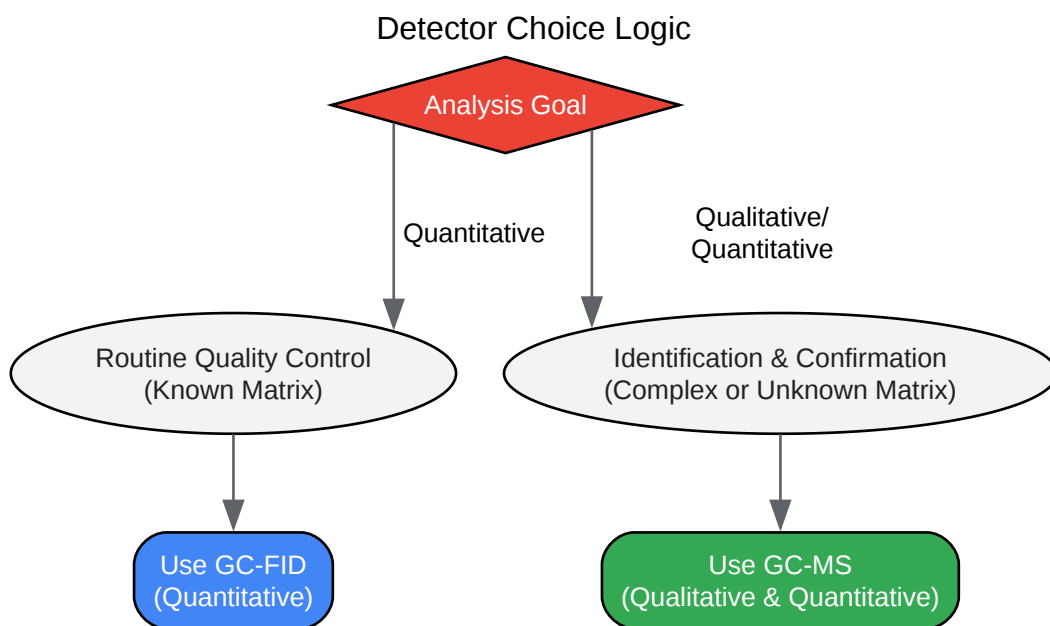 Detector Choice Logic
Analysis Goal
Quantitative
Qualitative/
Quantitative
Routine Quality Control
(Known Matrix)
Identification & Confirmation
(Complex or Unknown Matrix)
Use GC-FID
(Quantitative)
Use GC-MS
(Qualitative & Quantitative)